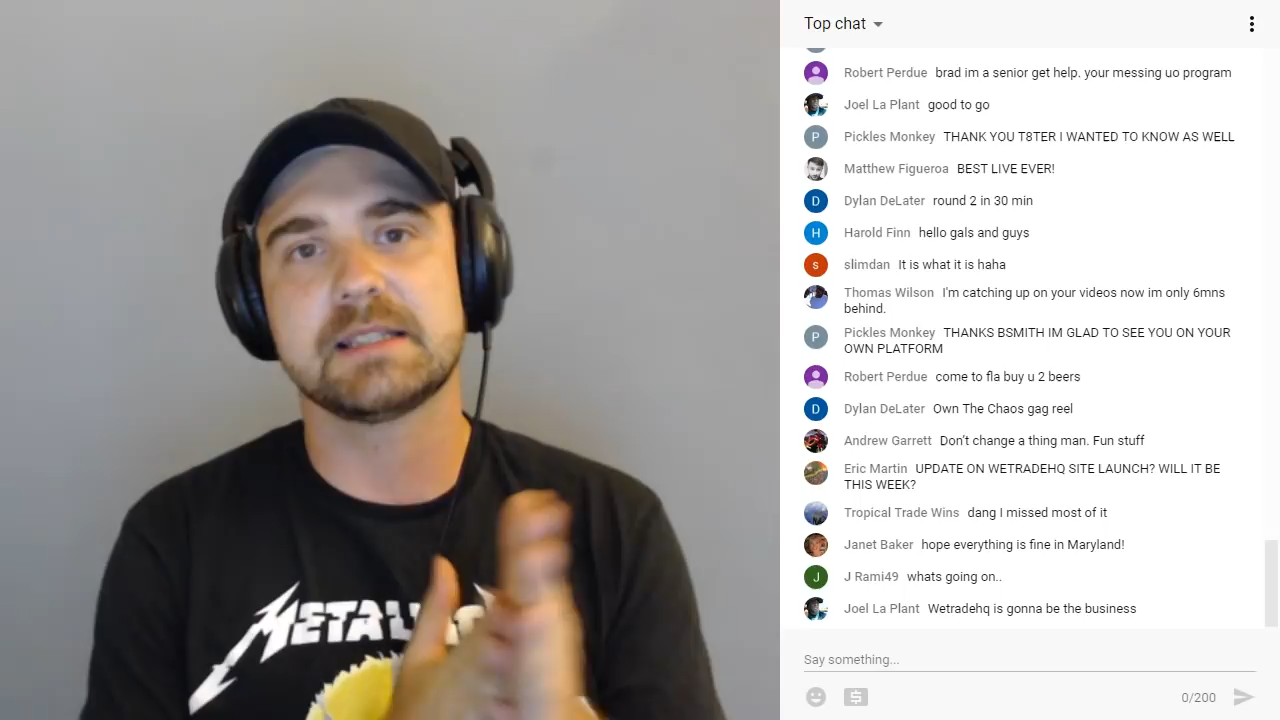 Top chat
Robert Perdue brad im a senior get help. your messing uo program
Joel La Plant good to go
P Pickles Monkey THANK YOU T8TER I WANTED TO KNOW AS WELL
Matthew Figueroa BEST LIVE EVER!
D Dylan DeLater round 2 in 30 min
H Harold Finn hello gals and guys
s slimdan It is what it is haha
Thomas Wilson I'm catching up on your videos now im only 6mns
behind.
P Pickles Monkey THANKS BSMITH IM GLAD TO SEE YOU ON YOUR
OWN PLATFORM
Robert Perdue come to fla buy u 2 beers
D Dylan DeLater Own The Chaos gag reel
Andrew Garrett Don't change a thing man. Fun stuff
Eric Martin UPDATE ON WETRADEHQ SITE LAUNCH? WILL IT BE
THIS WEEK?
Tropical Trade Wins dang I missed most of it
Janet Baker hope everything is fine in Maryland!
J J Rami49 whats going on..
Joel La Plant Wetradehq is gonna be the business
Say something...
0/200